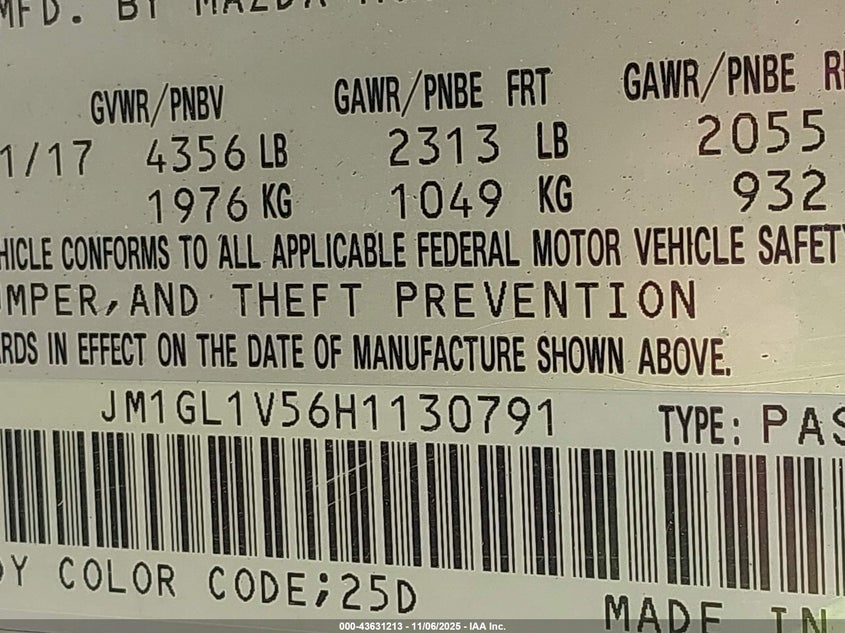 MFD. BY MAZDA
GVWR/PNBV GAWR/PNBE FRT GAWR/PNBE
1/17 4356 LB 2313 LB 2055
1976 KG 1049 KG 932
HICLE CONFORMS TO ALL APPLICABLE FEDERAL MOTOR VEHICLE SAFETY
MPER,AND THEFT PREVENTION
RDS IN EFFECT ON THE DATE OF MANUFACTURE SHOWN ABOVE.
JM1GL1V56H1130791 TYPE: PAS
Y COLOR CODE;25D
MADE IN
000-43631213 - 11/06/2025 - IAA Inc.